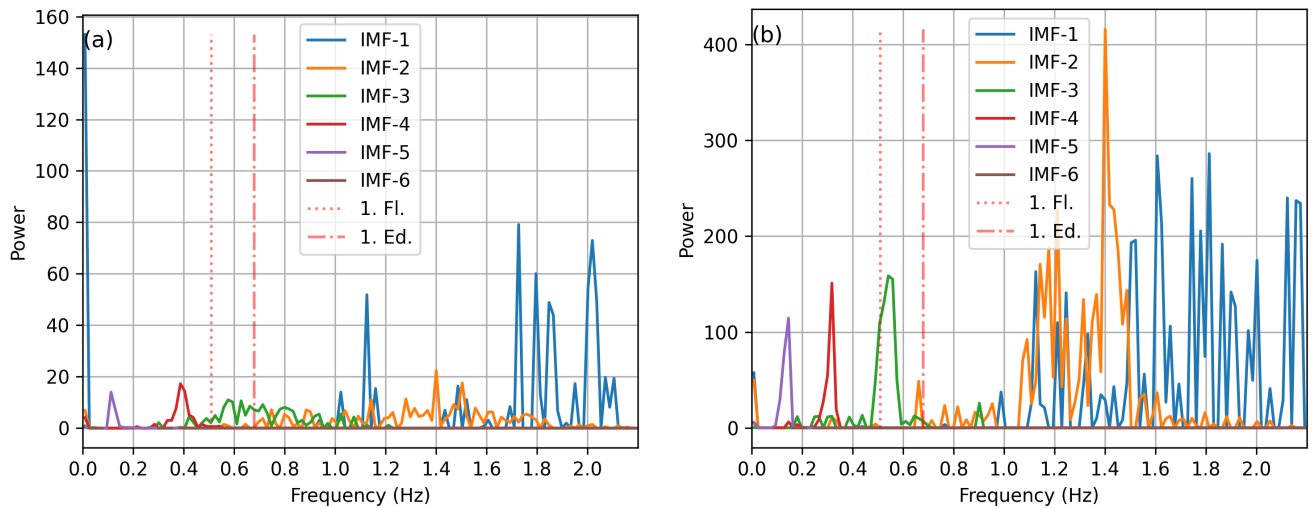 (a)
160
140
120
100
80
60
40
20
0
Power
0.0 0.2 0.4 0.6 0.8 1.0 1.2 1.4 1.6 1.8 2.0
Frequency (Hz)
IMF-1
IMF-2
IMF-3
IMF-4
IMF-5
IMF-6
1. Fl.
1. Ed.
(b)
400
300
200
100
0
Power
0.0 0.2 0.4 0.6 0.8 1.0 1.2 1.4 1.6 1.8 2.0
Frequency (Hz)
IMF-1
IMF-2
IMF-3
IMF-4
IMF-5
IMF-6
1. Fl.
1. Ed.